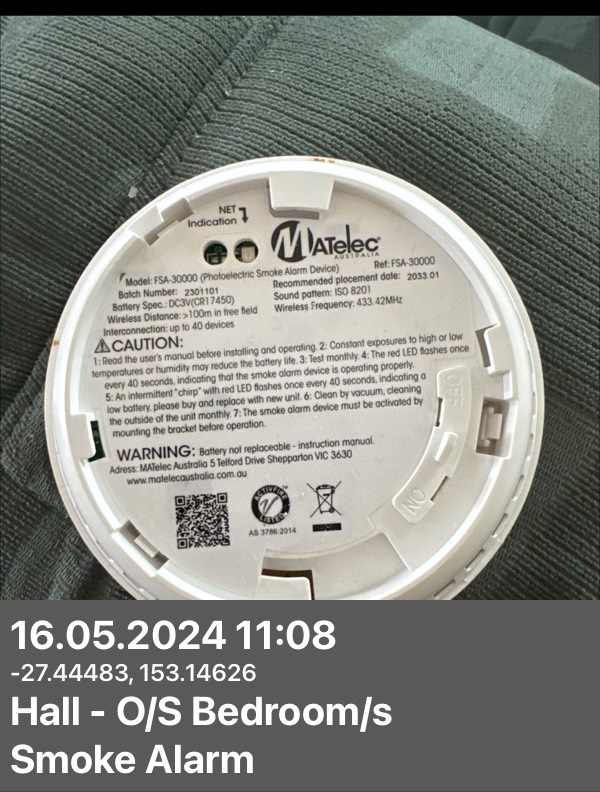 NET
Indication
MATelec
AUSTRALIA
Model: FSA-30000 (Photoelectric Smoke Alarm Device)
Ref: FSA-30000
Batch Number: 2301101
Recommended placement date: 2033.01
Battery Spec.: DC3V(CR17450)
Sound pattern: ISO 8201
Wireless Distance: >100m in free field
Wireless Frequency: 433.42MHz
Interconnection: up to 40 devices
CAUTION:
1: Read the user's manual before installing and operating. 2: Constant exposures to high or low
temperatures or humidity may reduce the battery life. 3: Test monthly. 4: The red LED flashes once
every 40 seconds, indicating that the smoke alarm device is operating properly.
5: An intermittent "chirp" with red LED flashes once every 40 seconds, indicating a
low battery, please buy and replace with new unit. 6: Clean by vacuum, cleaning
the outside of the unit monthly. 7: The smoke alarm device must be activated by
mounting the bracket before operation.
OFF
ON
WARNING: Battery not replaceable - instruction manual.
Adress: MATelec Australia 5 Telford Drive Shepparton VIC 3630
www.matelecaustralia.com.au
ACTIVFIRE
LISTED
AS 3786:2014
16.05.2024 11:08
-27.44483, 153.14626
Hall - O/S Bedroom/s
Smoke Alarm